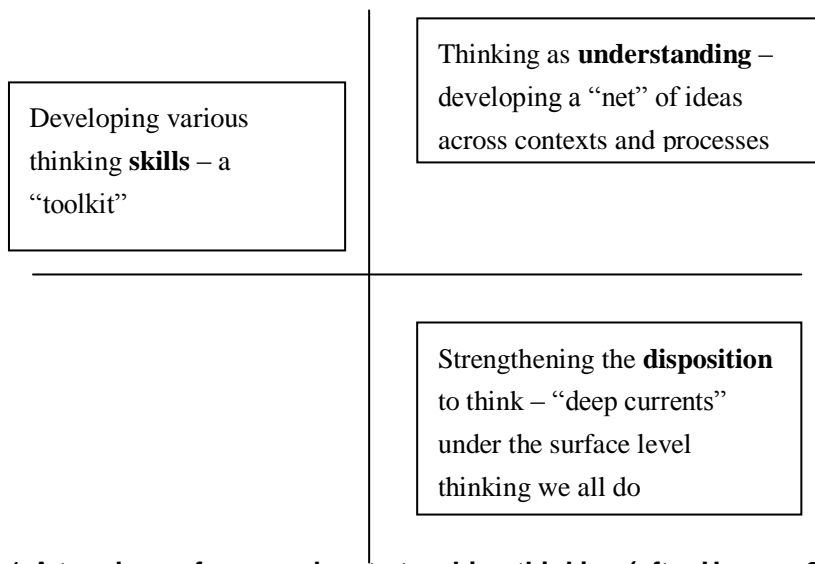 Thinking as **understanding** –
developing a “net” of ideas
across contexts and processes
Developing various
thinking **skills** – a
“toolkit”
Strengthening the **disposition**
to think – “deep currents”
under the surface level
thinking we all do